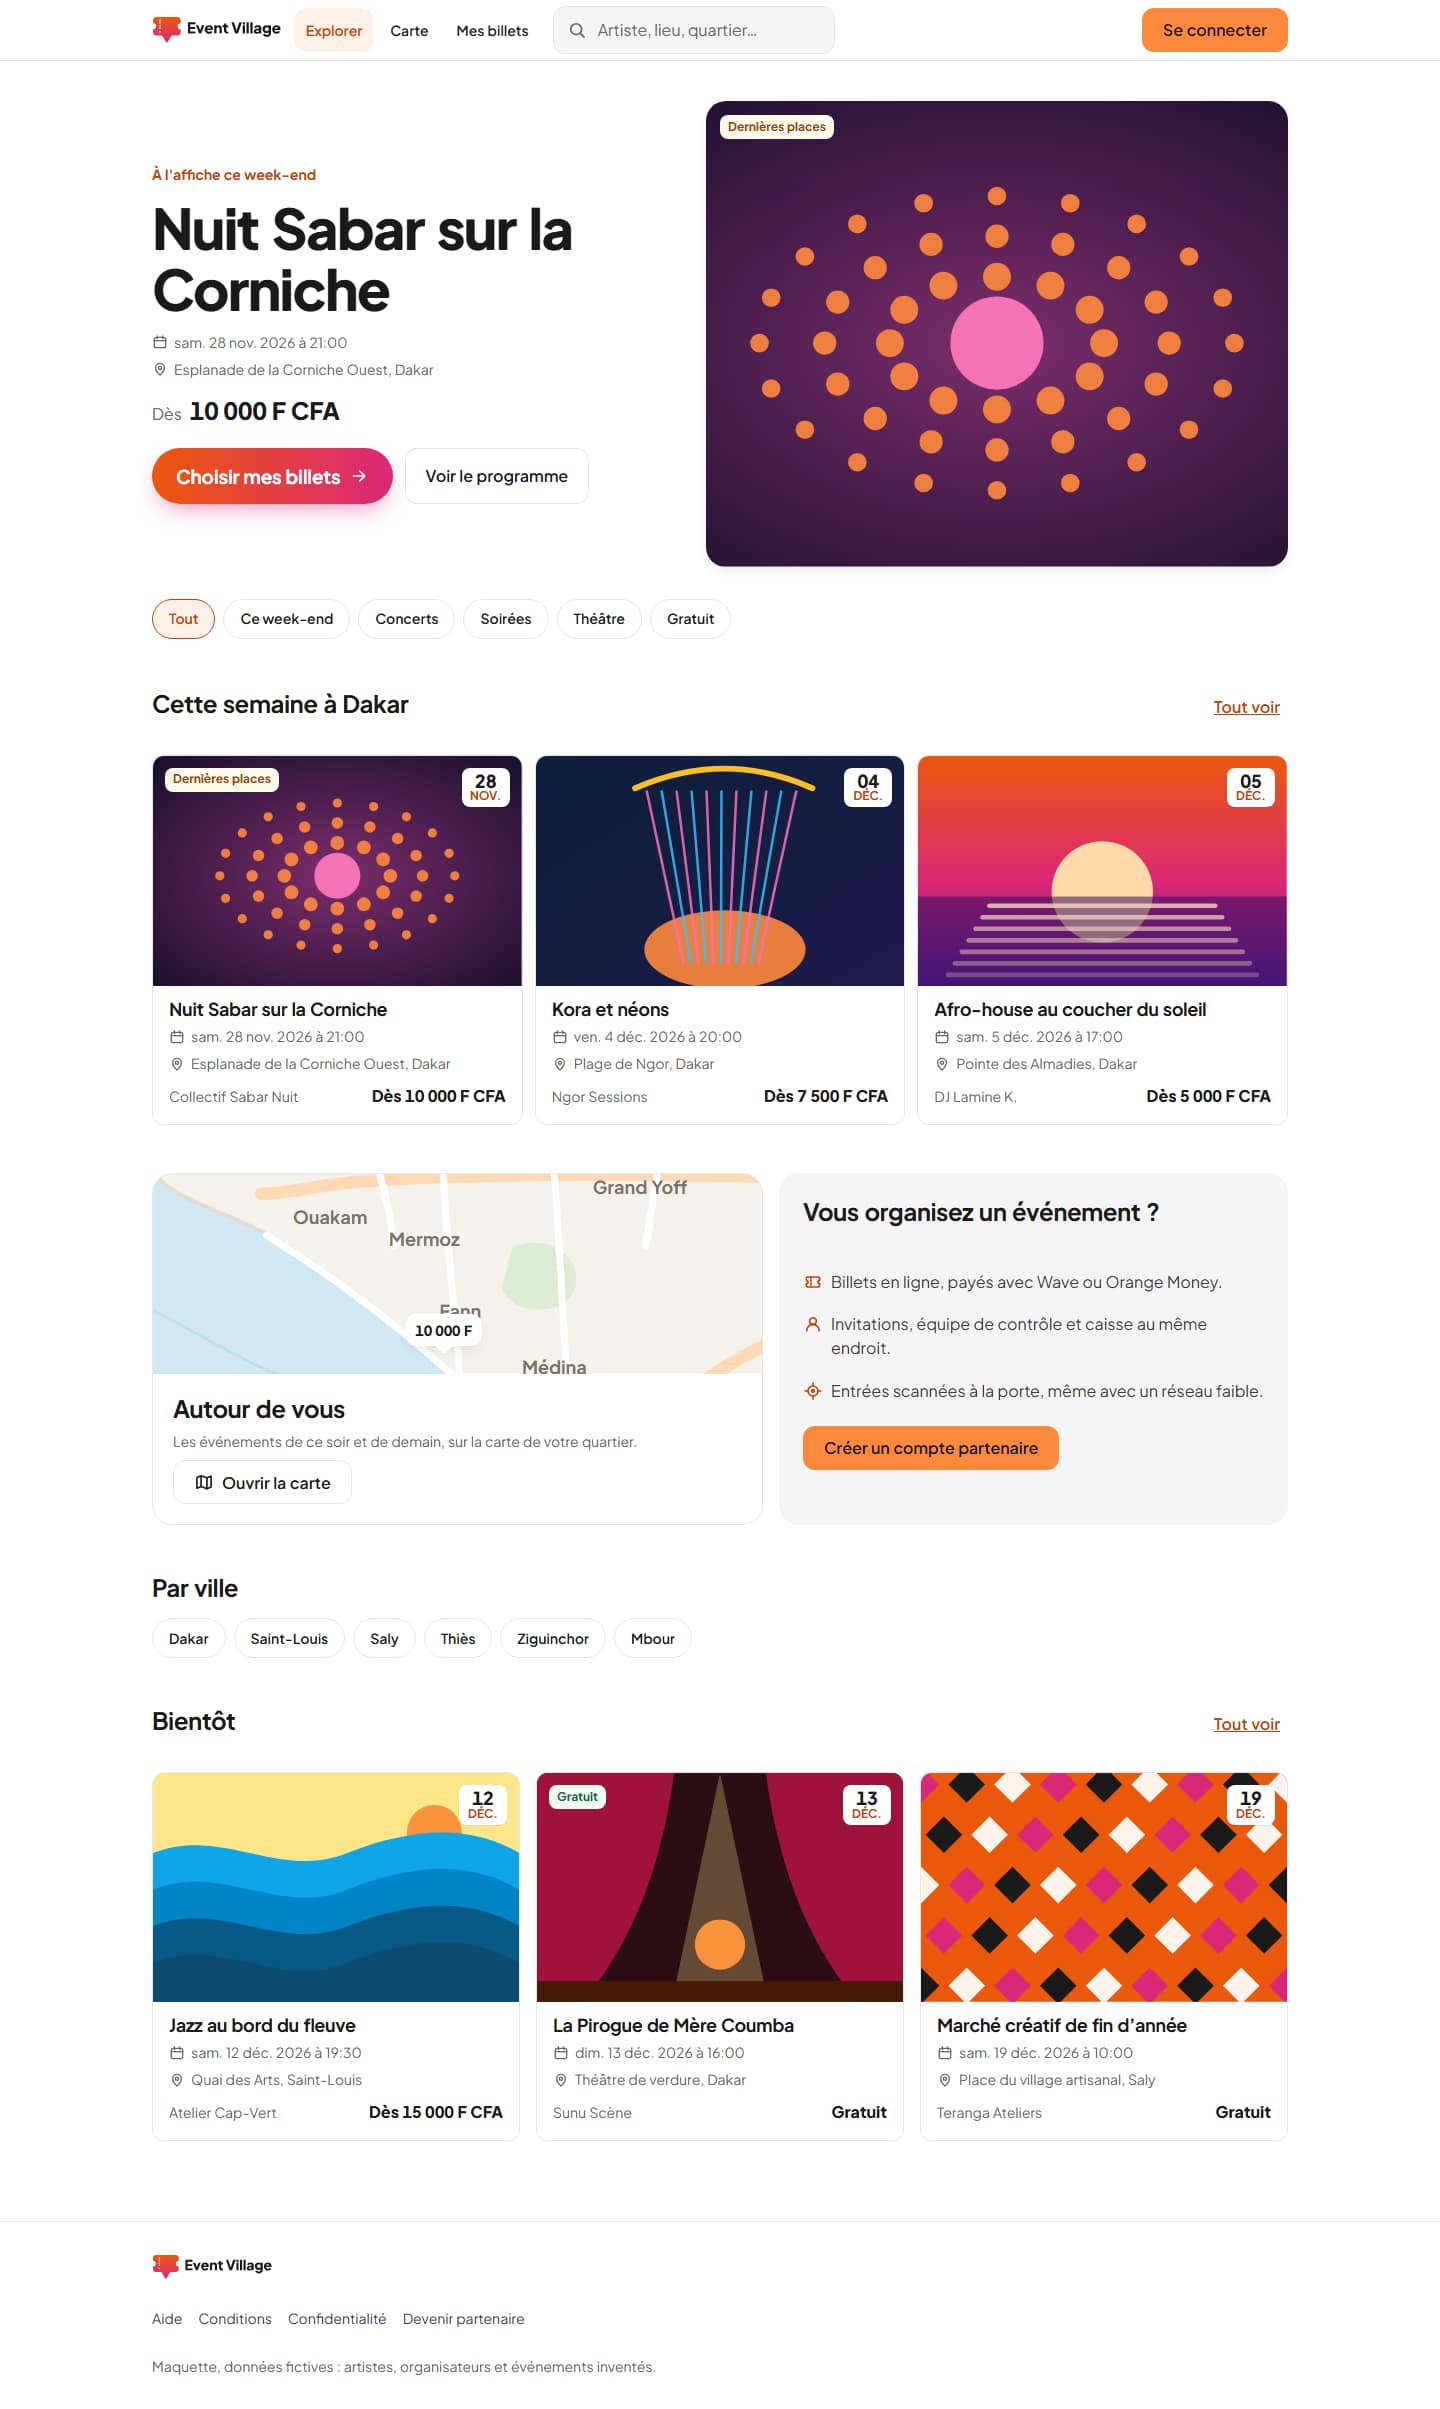 Event Village
Explorer
Carte
Mes billets
Artiste, lieu, quartier...
Se connecter
Dernières places
À l'affiche ce week-end
Nuit Sabar sur la
Corniche
sam. 28 nov. 2026 à 21:00
Esplanade de la Corniche Ouest, Dakar
Dès 10 000 F CFA
Choisir mes billets
Voir le programme
Tout
Ce week-end
Concerts
Soirées
Théâtre
Gratuit
Cette semaine à Dakar
Tout voir
Dernières places
28
NOV.
Nuit Sabar sur la Corniche
sam. 28 nov. 2026 à 21:00
Esplanade de la Corniche Ouest, Dakar
Collectif Sabar Nuit
Dès 10 000 F CFA
04
DÉC.
Kora et néons
ven. 4 déc. 2026 à 20:00
Plage de Ngor, Dakar
Ngor Sessions
Dès 7 500 F CFA
05
DÉC.
Afro-house au coucher du soleil
sam. 5 déc. 2026 à 17:00
Pointe des Almadies, Dakar
DJ Lamine K.
Dès 5 000 F CFA
Grand Yoff
Ouakam
Mermoz
Fann
10 000 F
Médina
Autour de vous
Les événements de ce soir et de demain, sur la carte de votre quartier.
Ouvrir la carte
Vous organisez un événement ?
Billets en ligne, payés avec Wave ou Orange Money.
Invitations, équipe de contrôle et caisse au même
endroit.
Entrées scannées à la porte, même avec un réseau faible.
Créer un compte partenaire
Par ville
Dakar
Saint-Louis
Saly
Thiès
Ziguinchor
Mbour
Bientôt
Tout voir
12
DÉC.
Jazz au bord du fleuve
sam. 12 déc. 2026 à 19:30
Quai des Arts, Saint-Louis
Atelier Cap-Vert
Dès 15 000 F CFA
Gratuit
13
DÉC.
La Pirogue de Mère Coumba
dim. 13 déc. 2026 à 16:00
Théâtre de verdure, Dakar
Sunu Scène
Gratuit
19
DÉC.
Marché créatif de fin d’année
sam. 19 déc. 2026 à 10:00
Place du village artisanal, Saly
Teranga Ateliers
Gratuit
Event Village
Aide
Conditions
Confidentialité
Devenir partenaire
Maquette, données fictives : artistes, organisateurs et événements inventés.